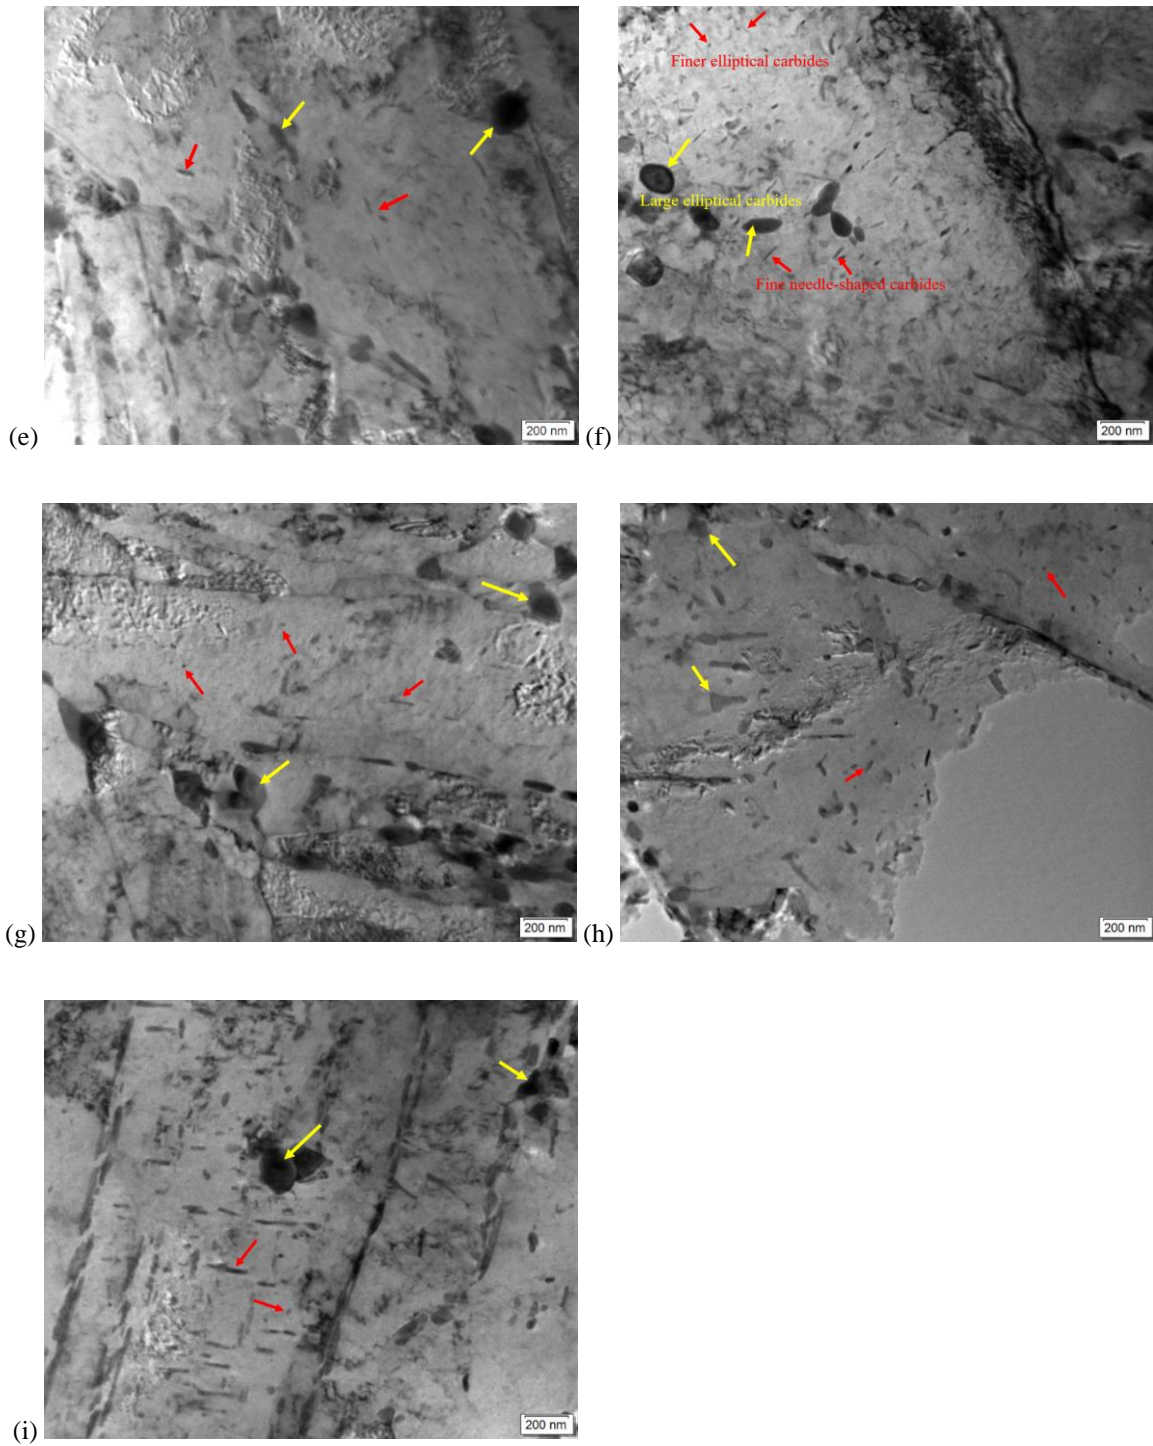 Finer elliptical carbides
Large elliptical carbides
Fine needle-shaped carbides
(e)
200 nm
(f)
200 nm
(g)
200 nm
(h)
200 nm
(i)
200 nm